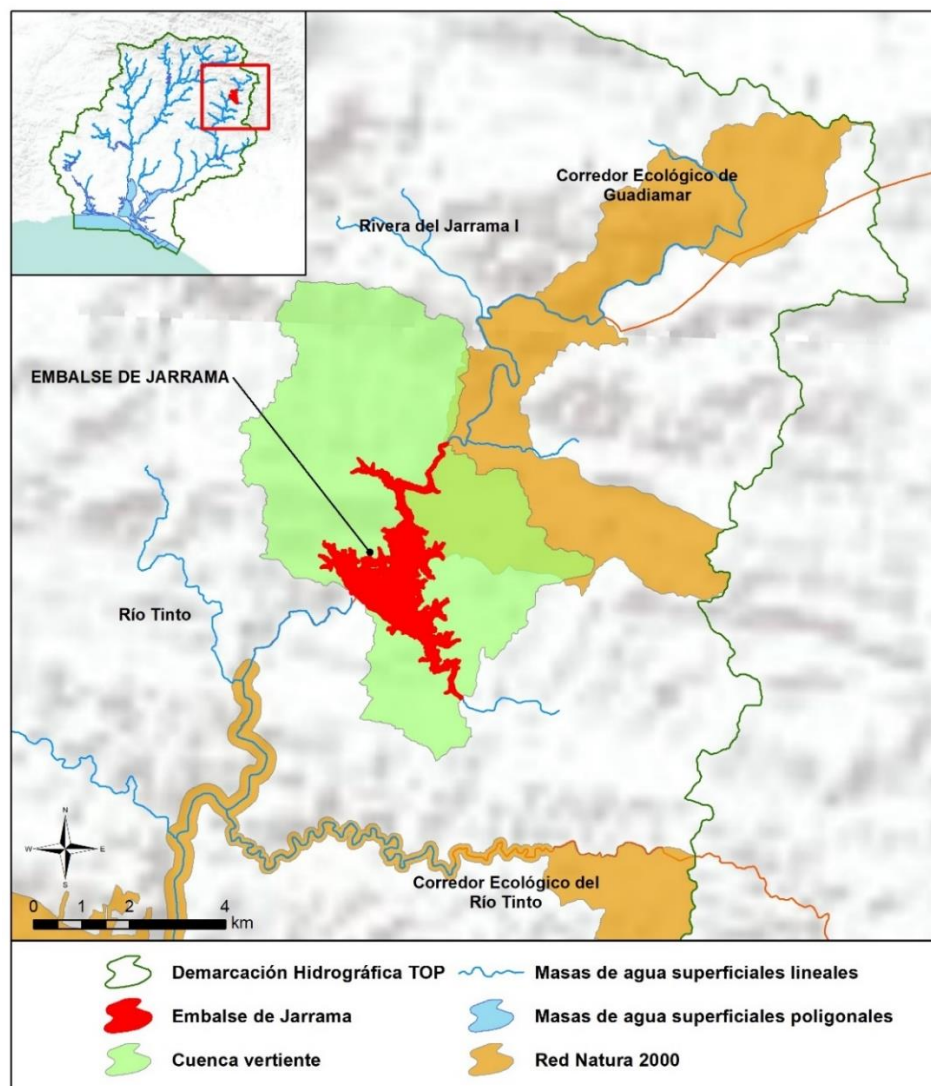 Corredor Ecológico de
Guadiamar
Rivera del Jarrama I
EMBALSE DE JARRAMA
Río Tinto
Corredor Ecológico del
Río Tinto
N
W
E
S
0
1
2
4
km
Demarcación Hidrográfica TOP
Masas de agua superficiales lineales
Embalse de Jarrama
Masas de agua superficiales poligonales
Cuenca vertiente
Red Natura 2000